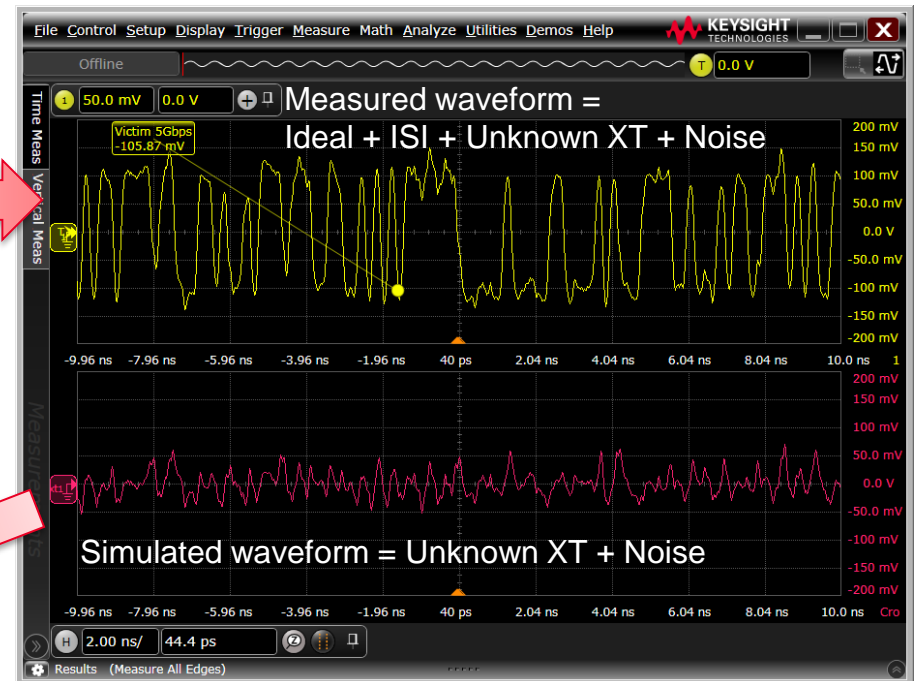 File Control Setup Display Trigger Measure Math Analyze Utilities Demos Help
KEYSIGHT
TECHNOLOGIES
X
Offline
T 0.0 V
Time Meas
Vertical Meas
1 50.0 mV 0.0 V +
Measured waveform =
Ideal + ISI + Unknown XT + Noise
Victim 5Gbps
-105.87 mV
200 mV
150 mV
100 mV
50.0 mV
0.0 V
-50.0 mV
-100 mV
-150 mV
-200 mV
-9.96 ns -7.96 ns -5.96 ns -3.96 ns -1.96 ns 40 ps 2.04 ns 4.04 ns 6.04 ns 8.04 ns 10.0 ns 1
200 mV
150 mV
50.0 mV
0.0 V
-50.0 mV
-100 mV
-150 mV
-200 mV
Measurements
Simulated waveform = Unknown XT + Noise
-9.96 ns -7.96 ns -5.96 ns -3.96 ns -1.96 ns 40 ps 2.04 ns 4.04 ns 6.04 ns 8.04 ns 10.0 ns Cro
H 2.00 ns/ 44.4 ps
Results (Measure All Edges)